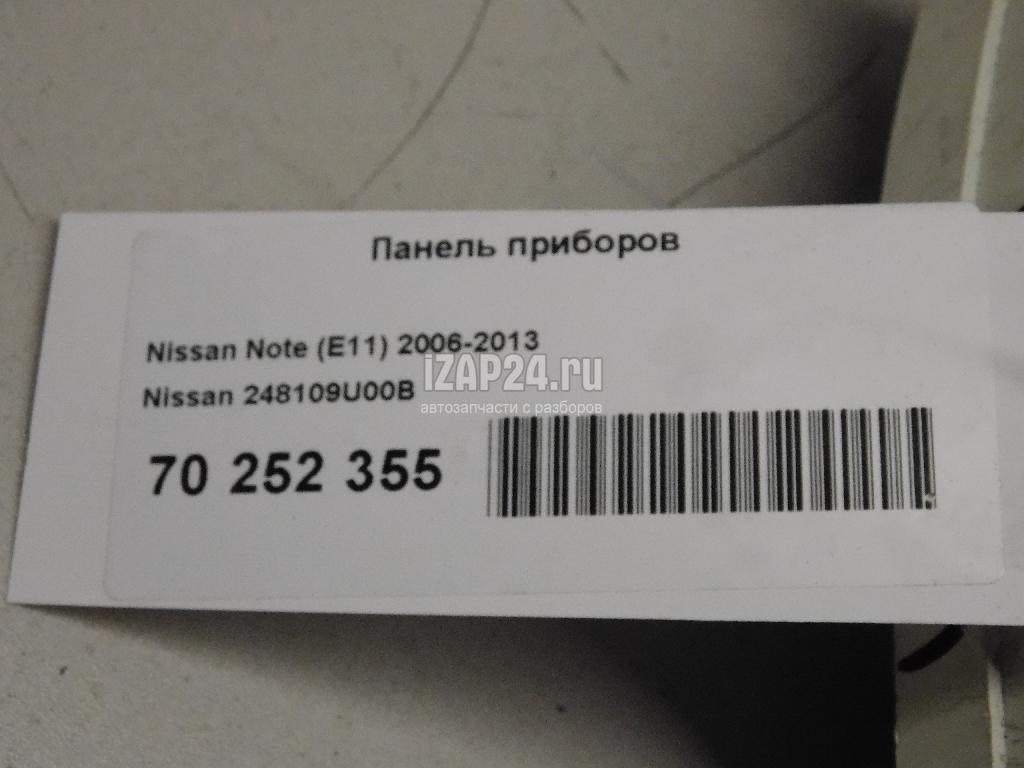 Панель приборов
Nissan Note (E11) 2006-2013
iZAP24.ru
Nissan 248109U00B
автозапчасти с разборов
70 252 355